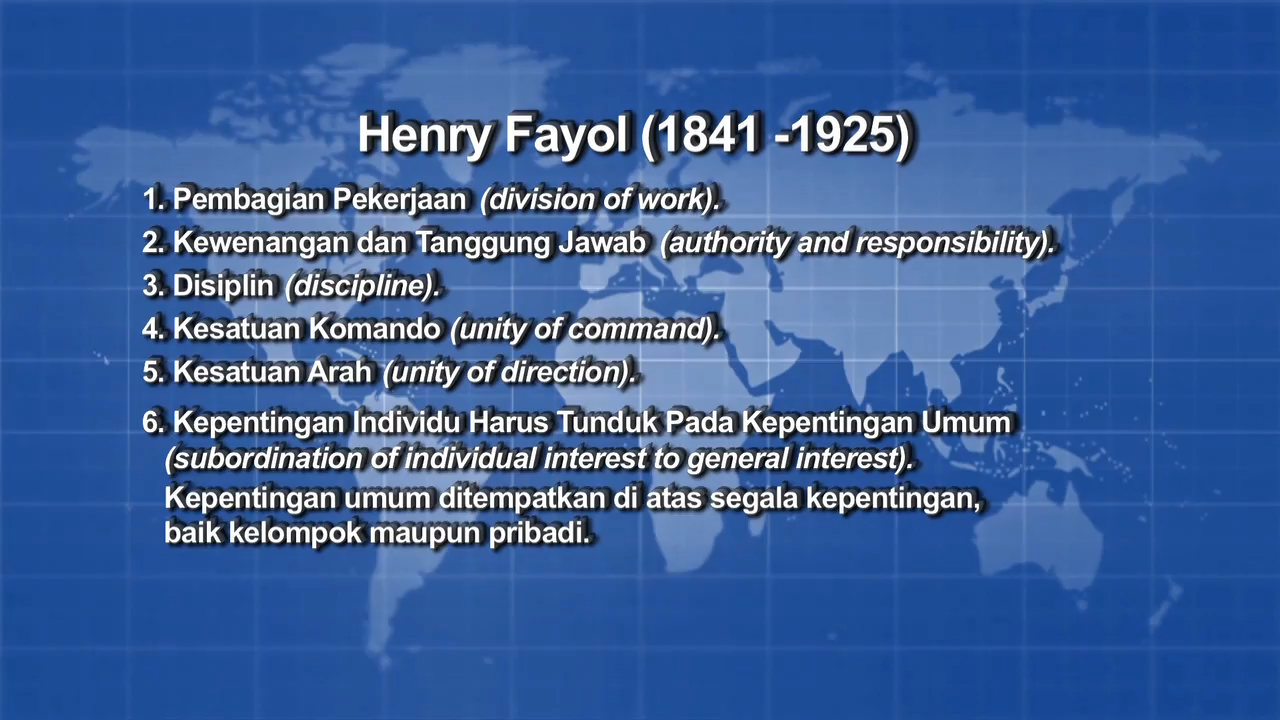 Henry Fayol (1841 -1925)
1. Pembagian Pekerjaan (division of work).
2. Kewenangan dan Tanggung Jawab (authority and responsibility).
3. Disiplin (discipline).
4. Kesatuan Komando (unity of command).
5. Kesatuan Arah (unity of direction).
6. Kepentingan Individu Harus Tunduk Pada Kepentingan Umum
(subordination of individual interest to general interest).
Kepentingan umum ditempatkan di atas segala kepentingan,
baik kelompok maupun pribadi.